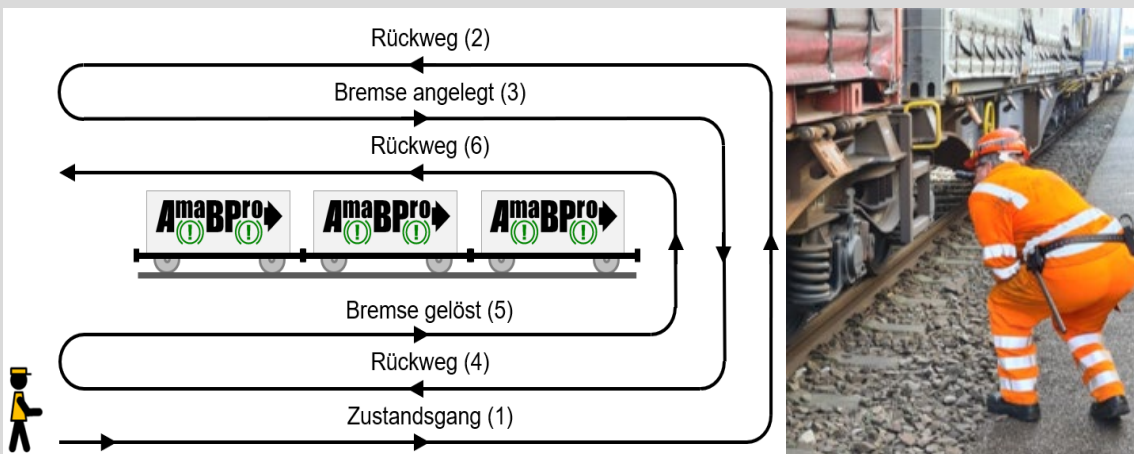 Rückweg (2)
Bremse angelegt (3)
Rückweg (6)
AmaBPro AmaBPro AmaBPro
(!) (!) (!) (!) (!) (!)
Bremse gelöst (5)
Rückweg (4)
Zustandsgang (1)